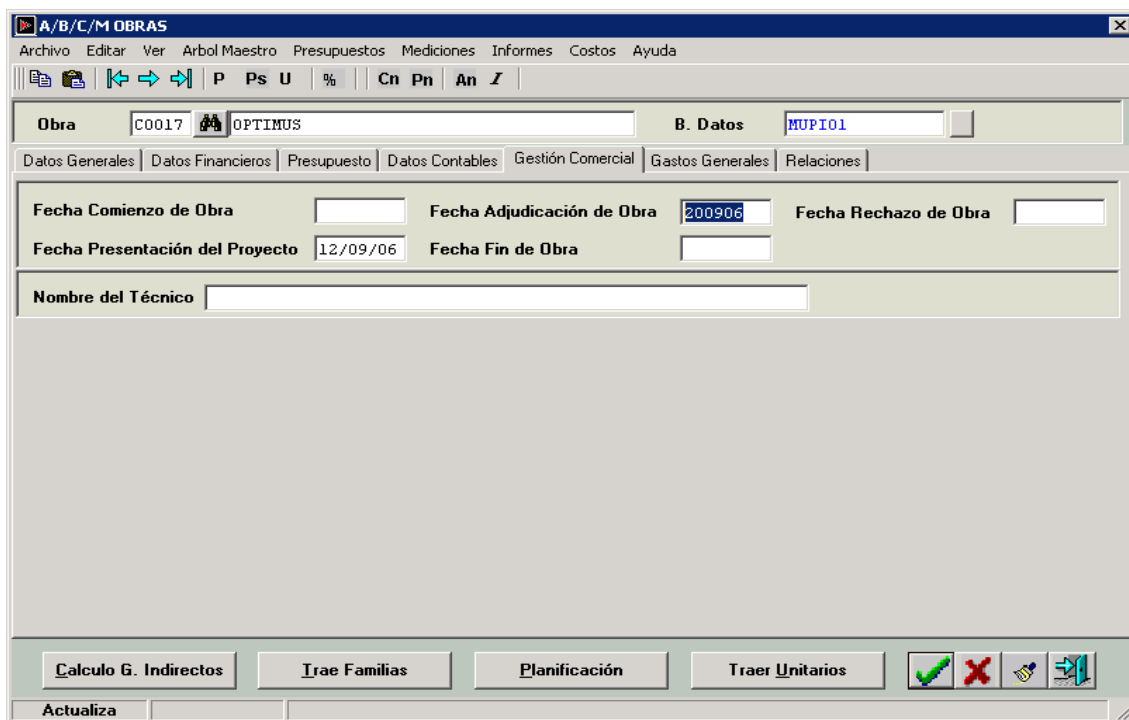 A/B/C/M OBRAS
Archivo Editar Ver Arbol Maestro Presupuestos Mediciones Informes Costos Ayuda
P Ps U % Cn Pn An I
Obra C0017 OPTIMUS B. Datos MUPI01
Datos Generales Datos Financieros Presupuesto Datos Contables Gestión Comercial Gastos Generales Relaciones
Fecha Comienzo de Obra Fecha Adjudicación de Obra 200906 Fecha Rechazo de Obra
Fecha Presentación del Proyecto 12/09/06 Fecha Fin de Obra
Nombre del Técnico
Calculo G. Indirectos Trae Familias Planificación Traer Unitarios
Actualiza